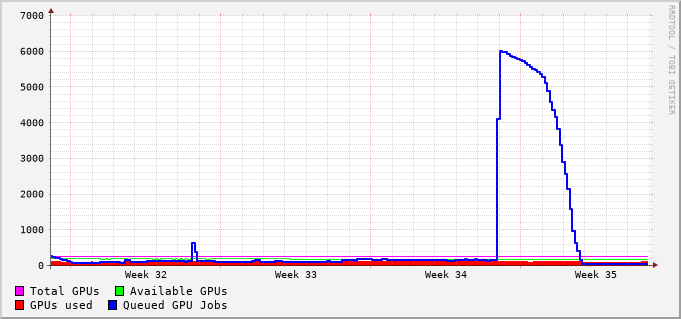 7000
6000
5000
4000
3000
2000
1000
0
Week 32 Week 33 Week 34 Week 35
Total GPUs Available GPUs
GPUs used Queued GPU Jobs
RRDTOOL / TOBI OETIKER